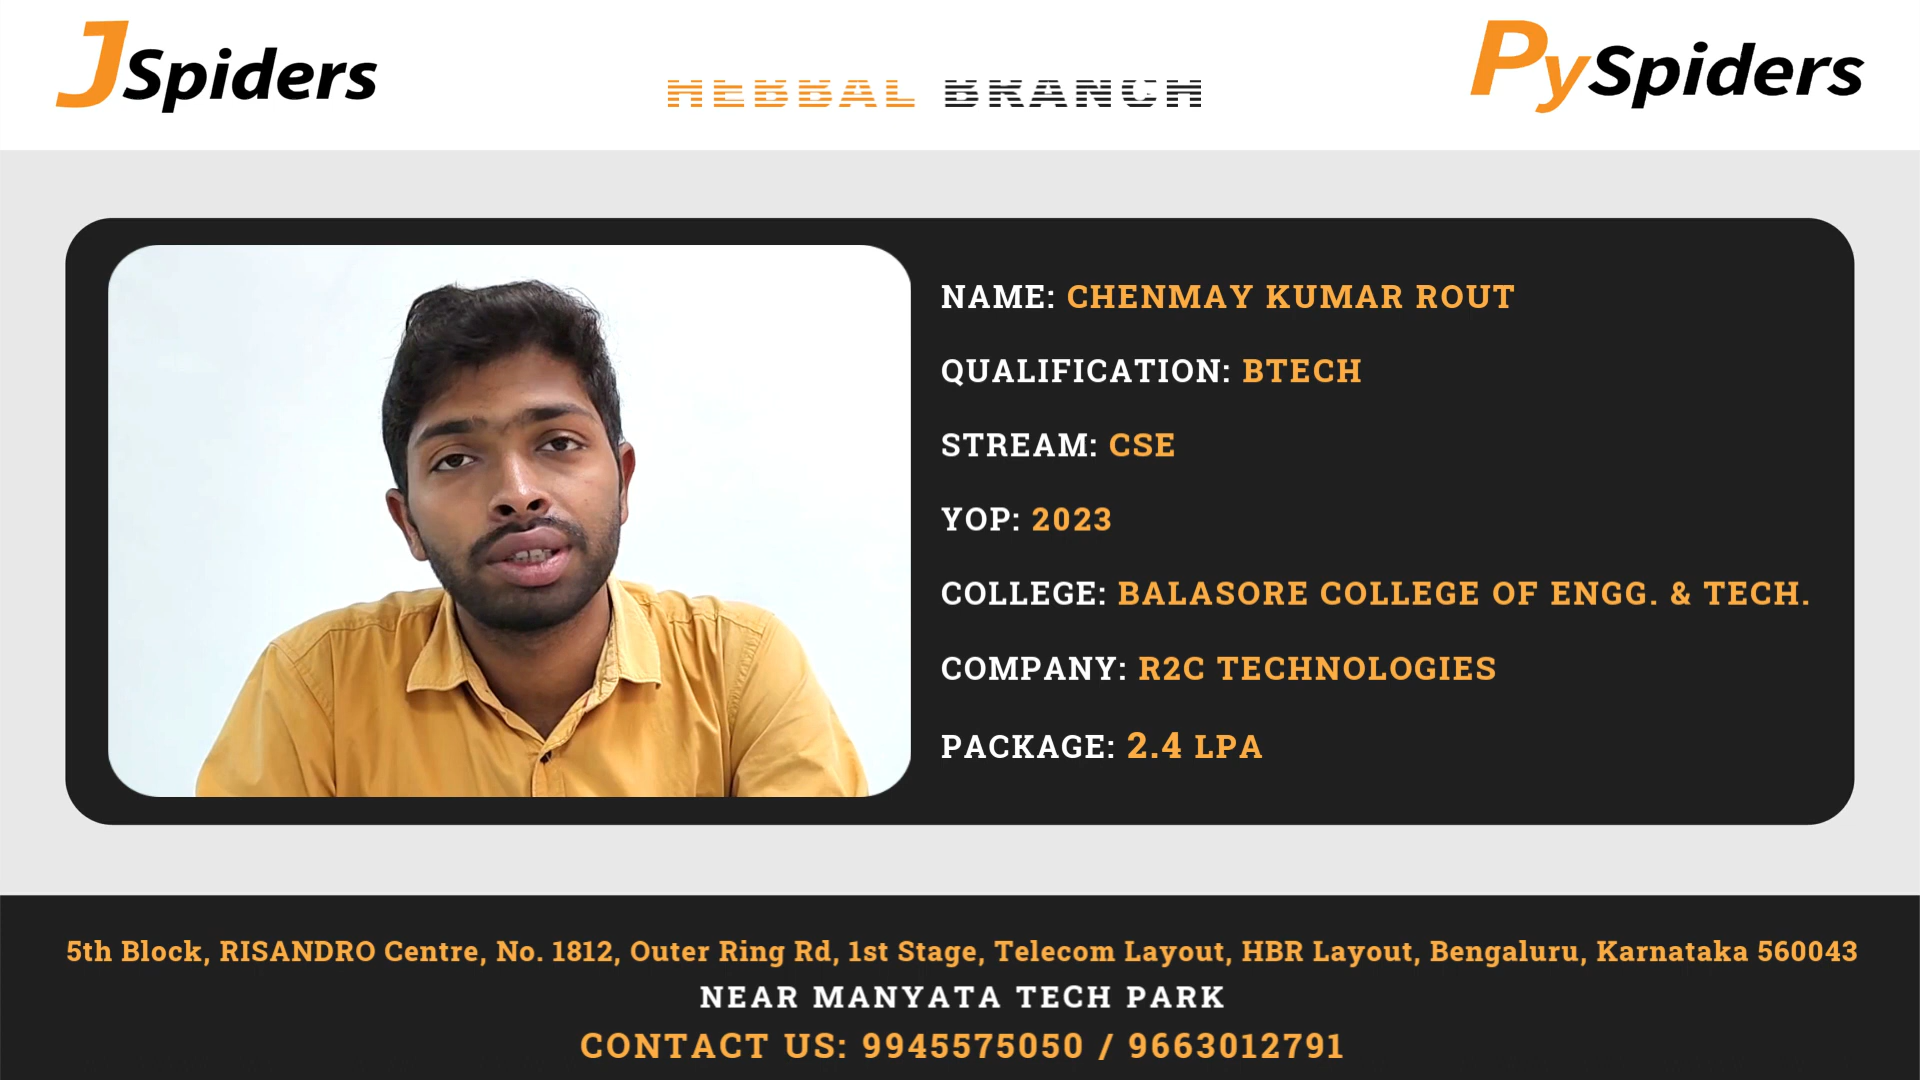 JSpiders
HEBBAL BRANCH
PySpiders
NAME: CHENMAY KUMAR ROUT
QUALIFICATION: BTECH
STREAM: CSE
YOP: 2023
COLLEGE: BALASORE COLLEGE OF ENGG. & TECH.
COMPANY: R2C TECHNOLOGIES
PACKAGE: 2.4 LPA
5th Block, RISANDRO Centre, No. 1812, Outer Ring Rd, 1st Stage, Telecom Layout, HBR Layout, Bengaluru, Karnataka 560043
NEAR MANYATA TECH PARK
CONTACT US: 9945575050 / 9663012791